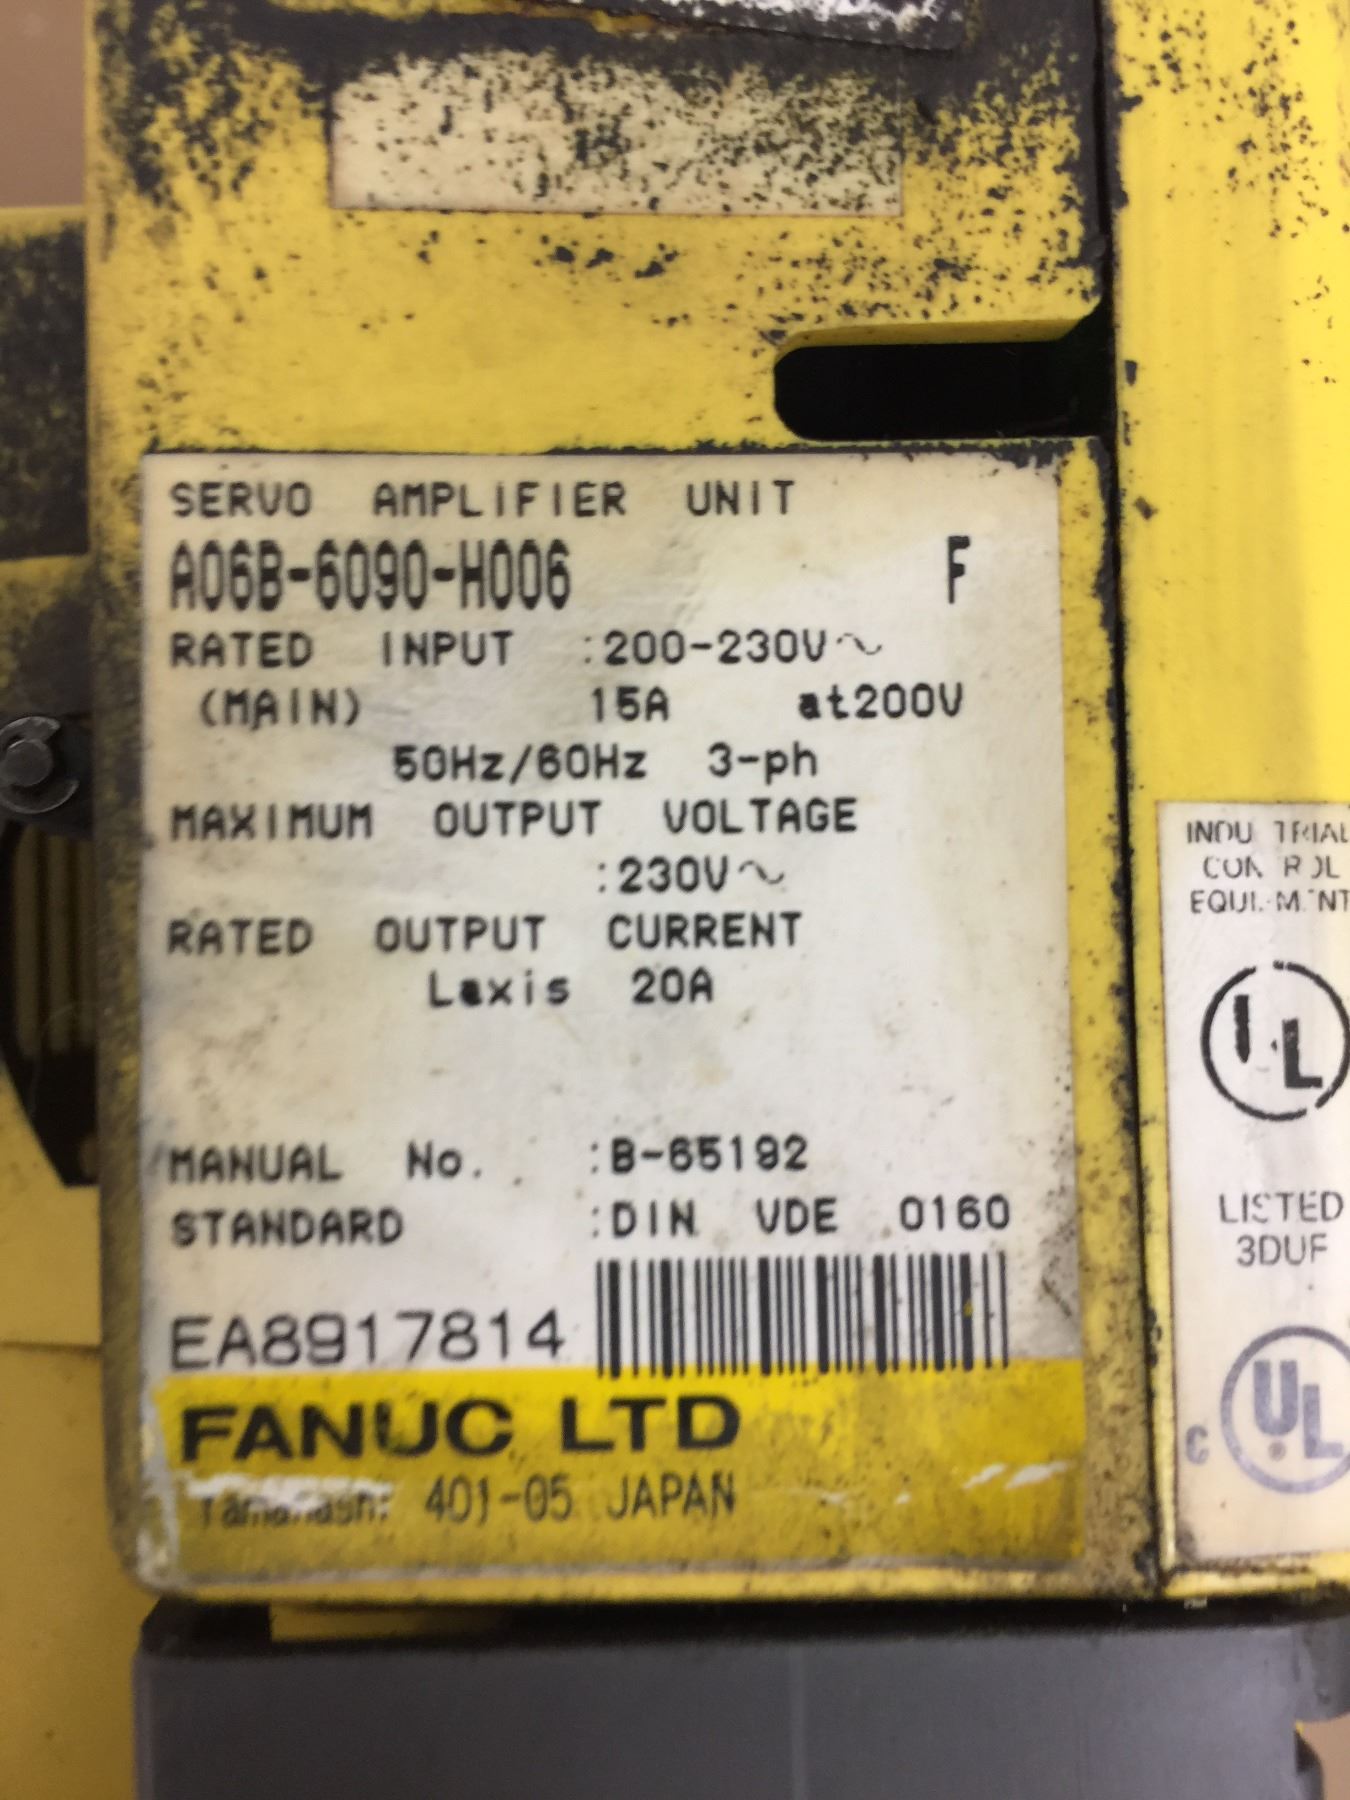 SERVO AMPLIFIER UNIT
A06B-6090-H006 F
RATED INPUT :200-230V~
(MAIN) 15A at200V
50Hz/60Hz 3-ph
MAXIMUM OUTPUT VOLTAGE
:230V~
RATED OUTPUT CURRENT
Laxis 20A
MANUAL No. :B-65192
STANDARD :DIN VDE 0160
EA8917814
FANUC LTD
401-05 JAPAN
LISTED
3DUF
C UL